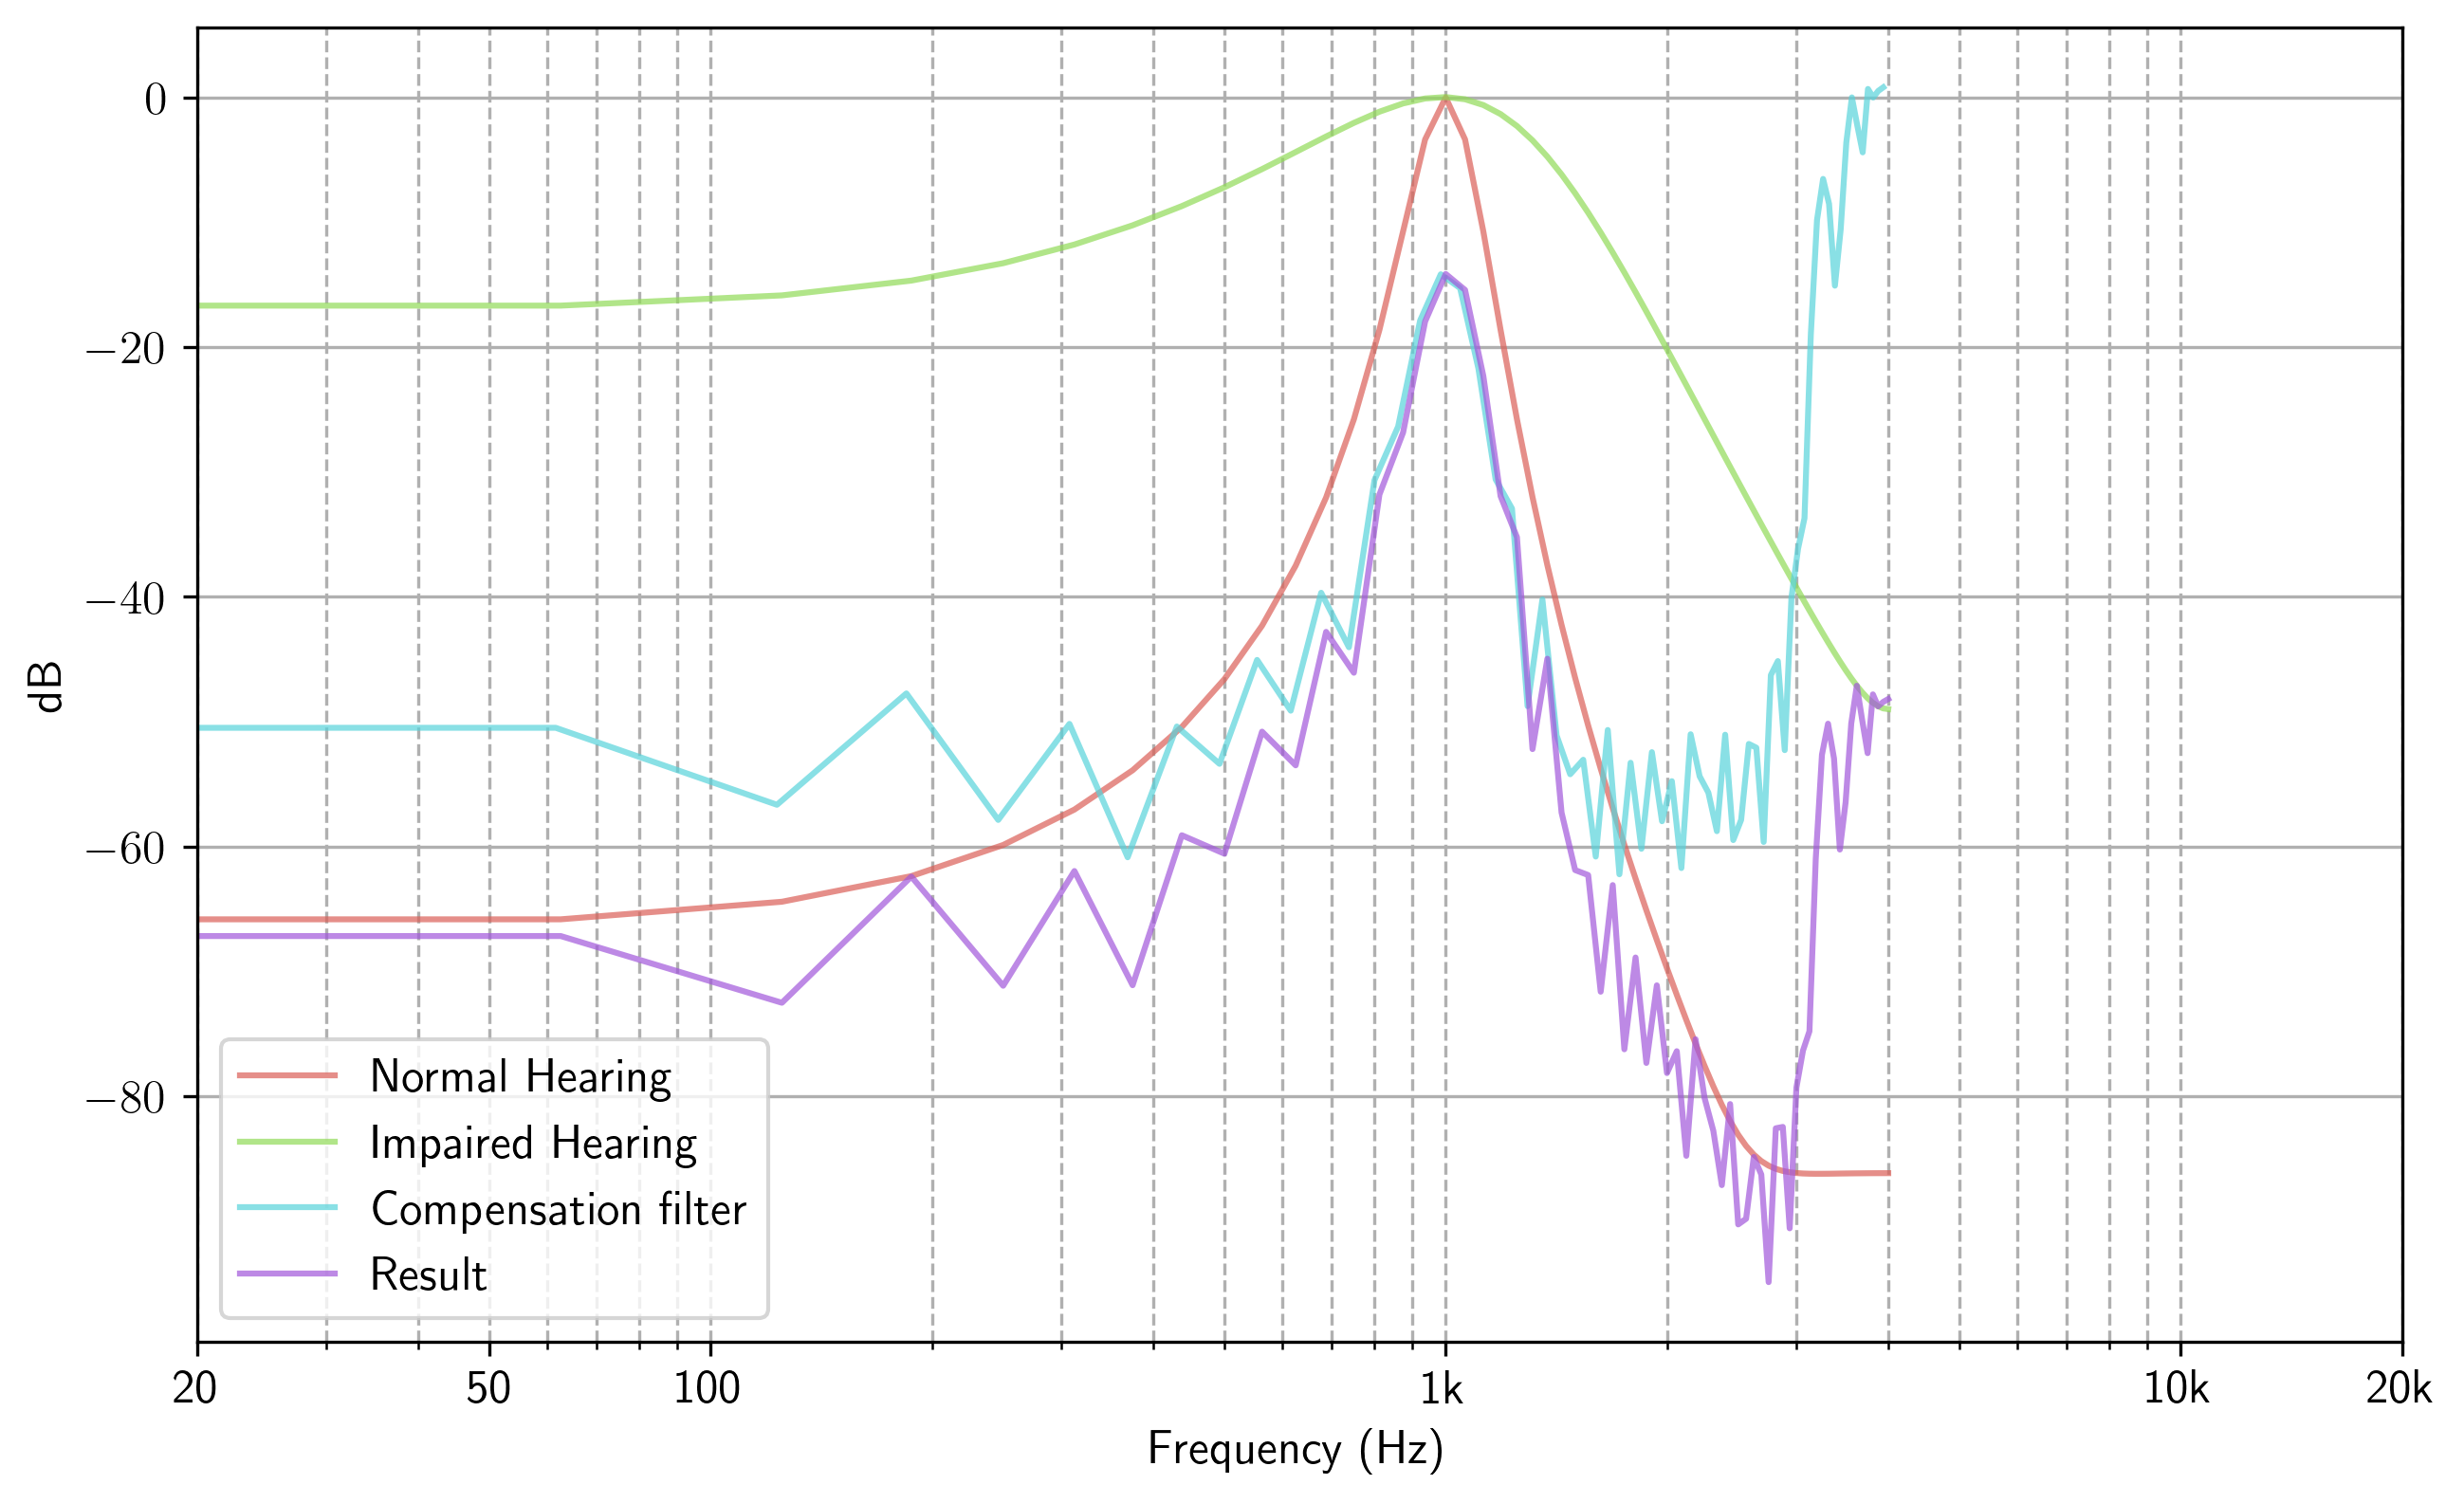 0
−20
−40
−60
−80
dB
Normal Hearing
Impaired Hearing
Compensation filter
Result
20 50 100 1k 10k 20k
Frequency (Hz)